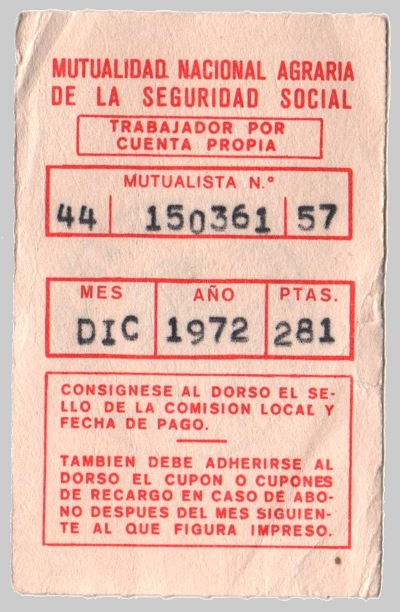 MUTUALIDAD NACIONAL AGRARIA
DE LA SEGURIDAD SOCIAL
TRABAJADOR POR
CUENTA PROPIA
MUTUALISTA N.º
44 150361 57
MES AÑO PTAS.
DIC 1972 281
CONSIGNESE AL DORSO EL SE-
LLO DE LA COMISION LOCAL Y
FECHA DE PAGO.
TAMBIEN DEBE ADHERIRSE AL
DORSO EL CUPON O CUPONES
DE RECARGO EN CASO DE ABO-
NO DESPUES DEL MES SIGUIEN-
TE AL QUE FIGURA IMPRESO.